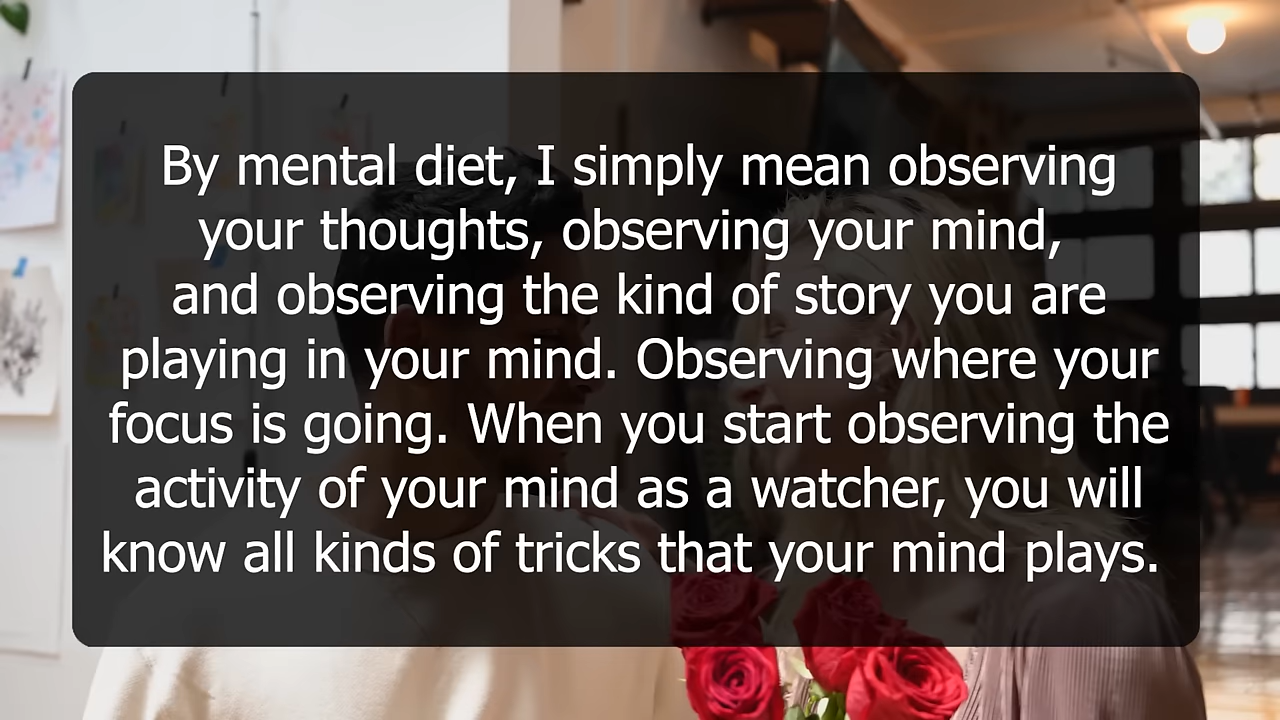 By mental diet, I simply mean observing
your thoughts, observing your mind,
and observing the kind of story you are
playing in your mind. Observing where your
focus is going. When you start observing the
activity of your mind as a watcher, you will
know all kinds of tricks that your mind plays.